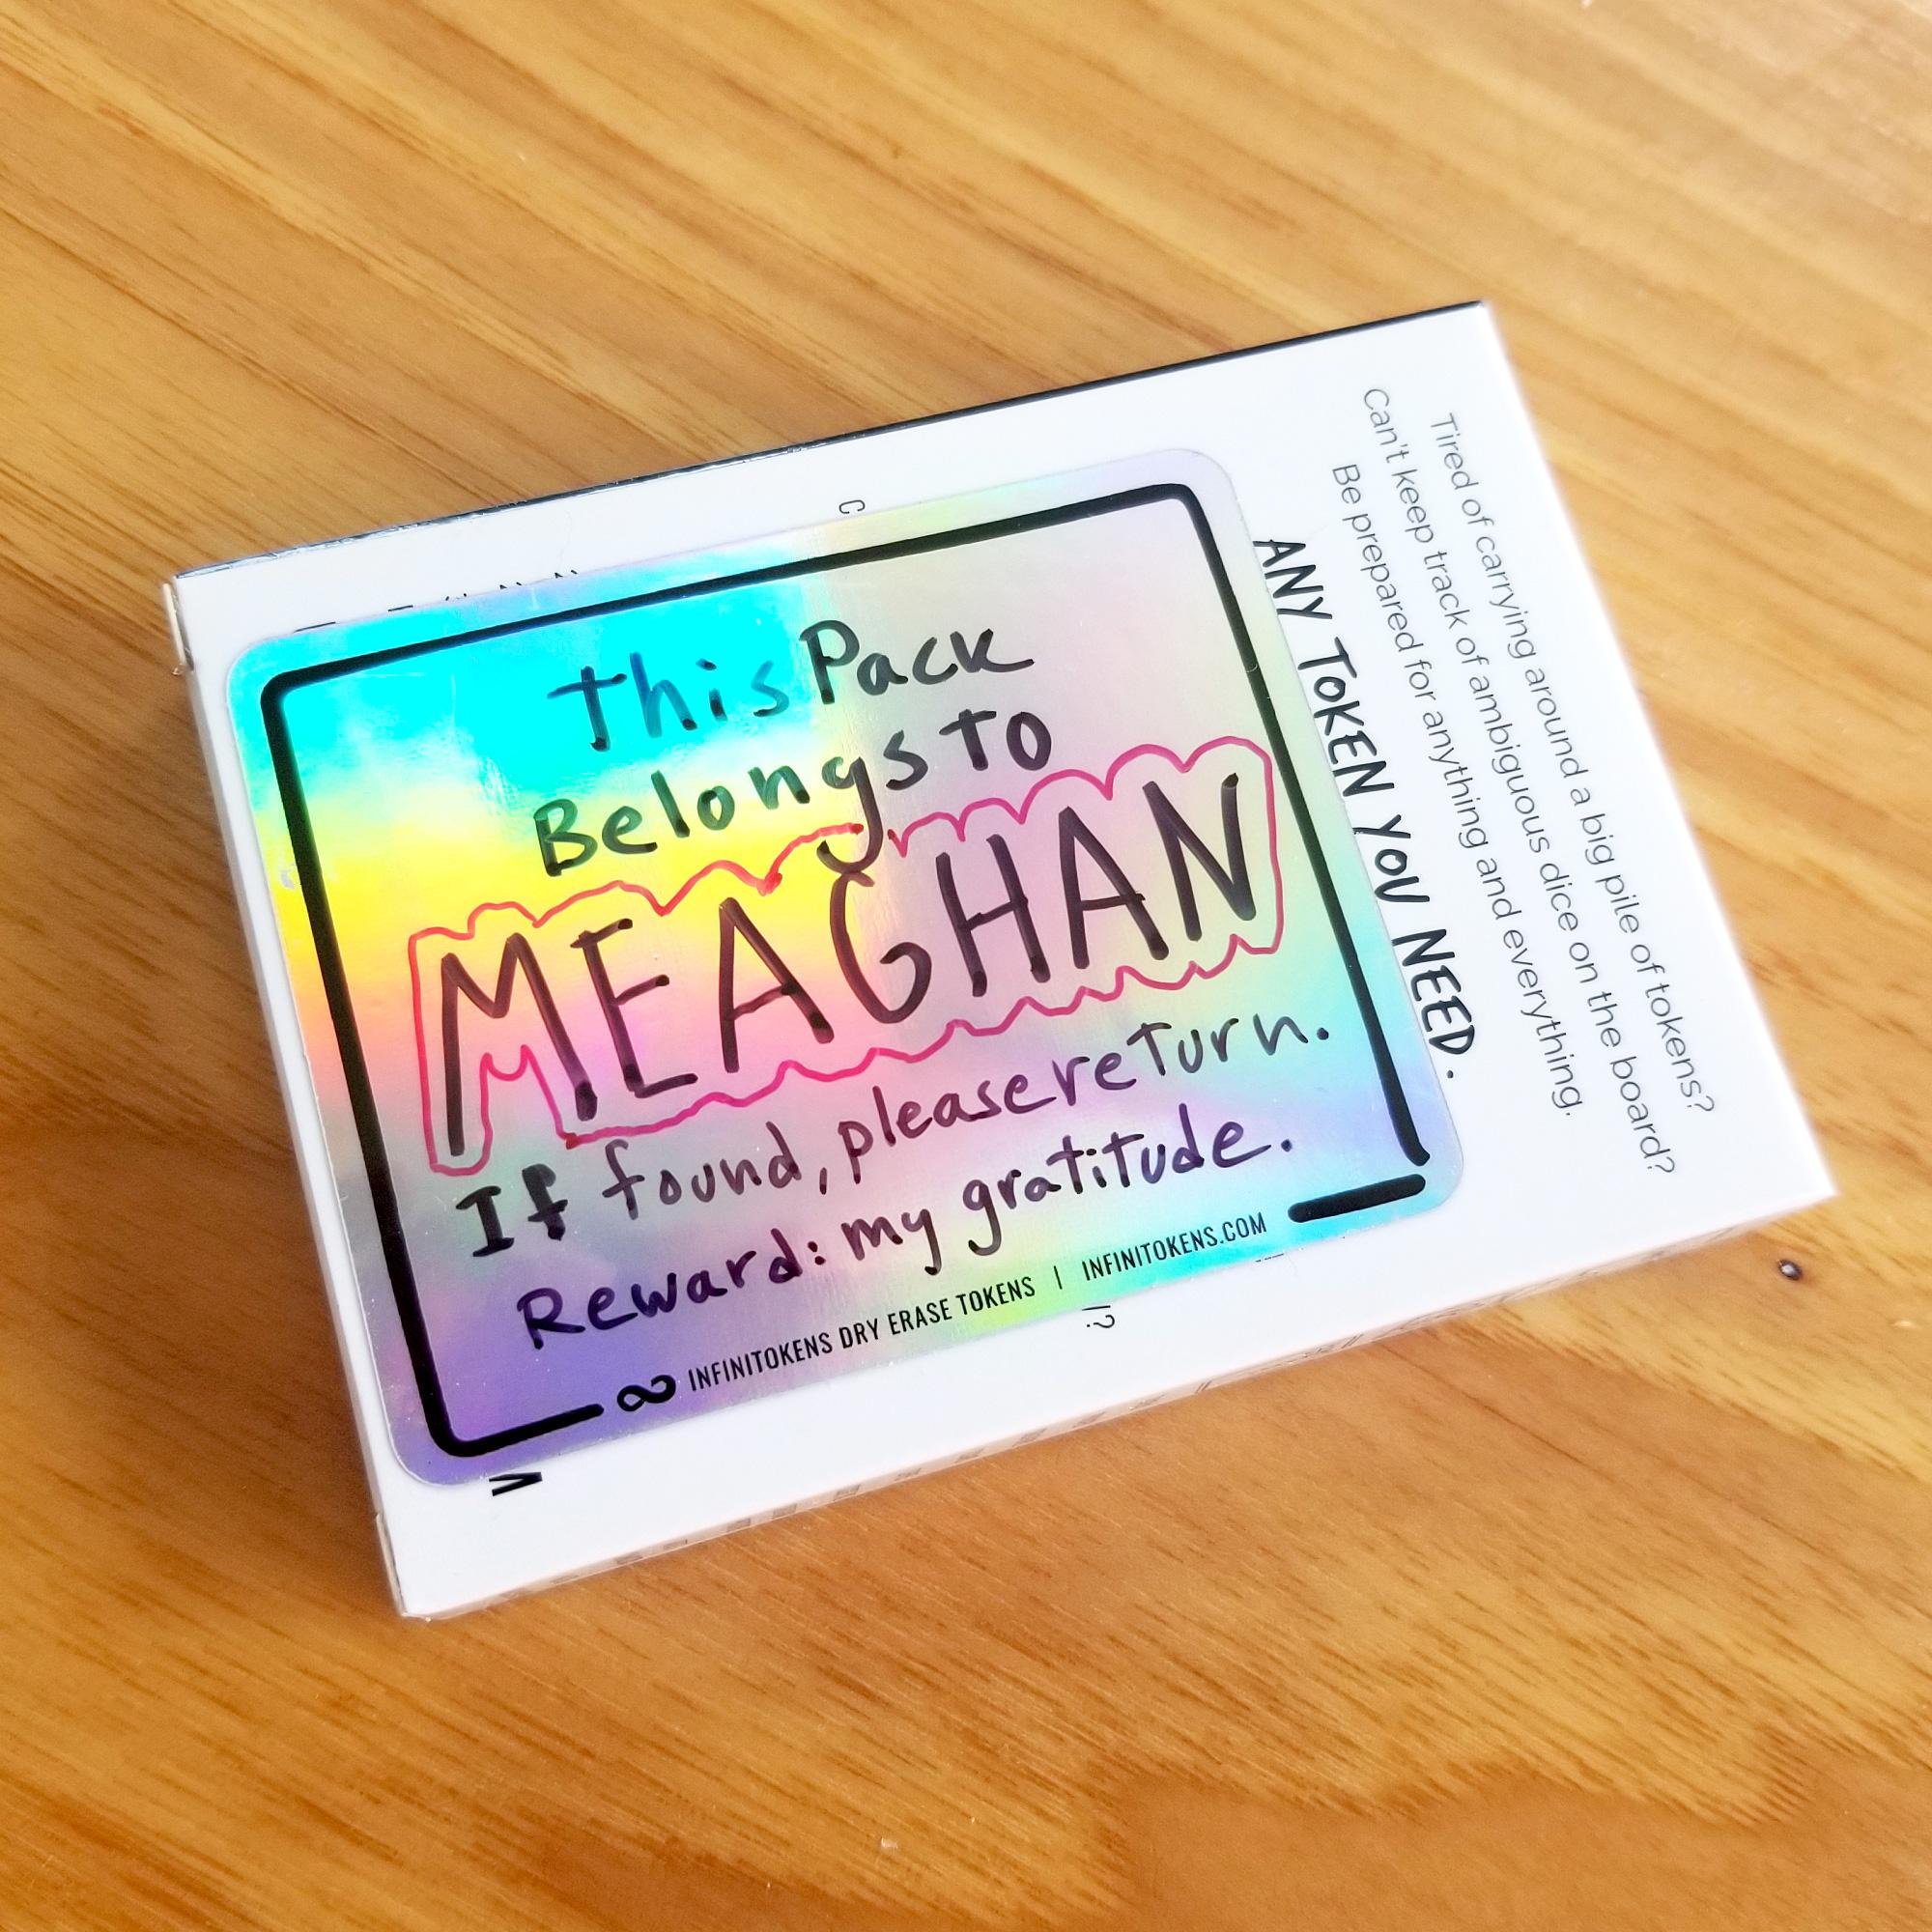 This Pack
Belongs to
MEAGHAN
If found, please return.
Reward: my gratitude.
∞ INFINITOKENS DRY ERASE TOKENS | INFINITOKENS.COM
Tired of carrying around a big pile of tokens?
Can't keep track of ambiguous dice on the board?
Be prepared for anything and everything.
ANY TOKEN YOU NEED.